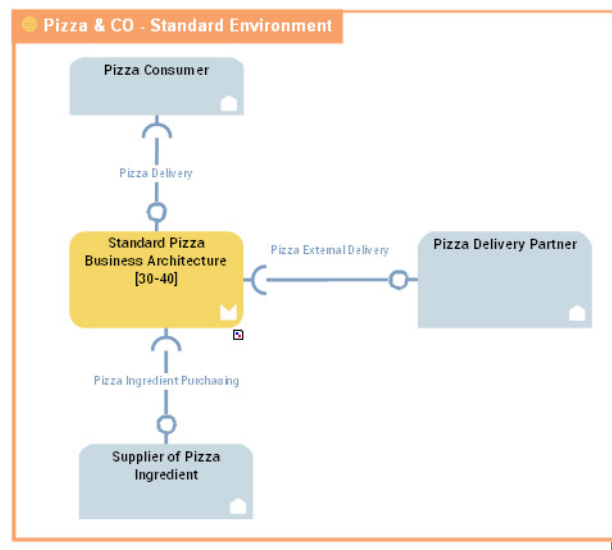 Pizza & CO - Standard Environment
Pizza Consumer
Pizza Delivery
Standard Pizza
Business Architecture
[30-40]
Pizza External Delivery
Pizza Delivery Partner
Pizza Ingredient Purchasing
Supplier of Pizza
Ingredient